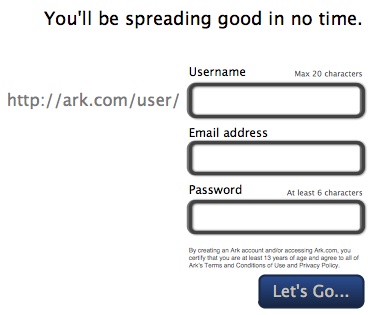 You'll be spreading good in no time.
Username Max 20 characters
http://ark.com/user/
Email address
Password At least 6 characters
By creating an Ark account and/or accessing Ark.com, you
certify that you are at least 13 years of age and agree to all of
Ark's Terms and Conditions of Use and Privacy Policy.
Let's Go...